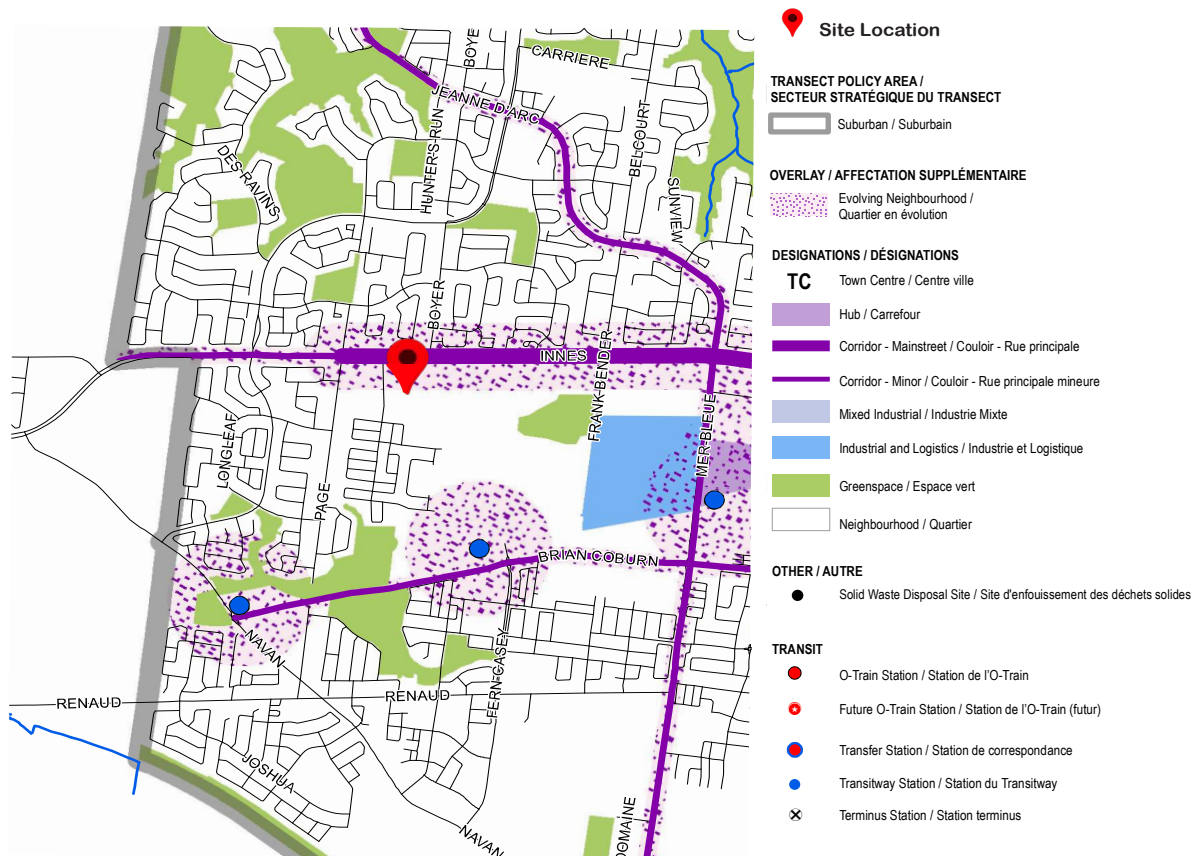 Site Location
TRANSECT POLICY AREA /
SECTEUR STRATÉGIQUE DU TRANSECT
Suburban / Suburbain
OVERLAY / AFFECTATION SUPPLÉMENTAIRE
Evolving Neighbourhood /
Quartier en évolution
DESIGNATIONS / DÉSIGNATIONS
TC Town Centre / Centre ville
Hub / Carrefour
Corridor - Mainstreet / Couloir - Rue principale
Corridor - Minor / Couloir - Rue principale mineure
Mixed Industrial / Industrie Mixte
Industrial and Logistics / Industrie et Logistique
Greenspace / Espace vert
Neighbourhood / Quartier
OTHER / AUTRE
Solid Waste Disposal Site / Site d'enfouissement des déchets solides
TRANSIT
O-Train Station / Station de l'O-Train
Future O-Train Station / Station de l'O-Train (futur)
Transfer Station / Station de correspondance
Transitway Station / Station du Transitway
Terminus Station / Station terminus
BOYE
CARRIERE
JEANNE D'ARC
BELCOURT
DES RAVINS
HUNTER'S RUN
SUNVIEW
BOYER
INNES
FRANK BENDER
MER-BLEUE
LONGLEAF
PAGE
BRIAN COBURN
NAVAN
FERN CASEY
RENAUD
RENAUD
JOSHUA
NAVAN
DOMAINE